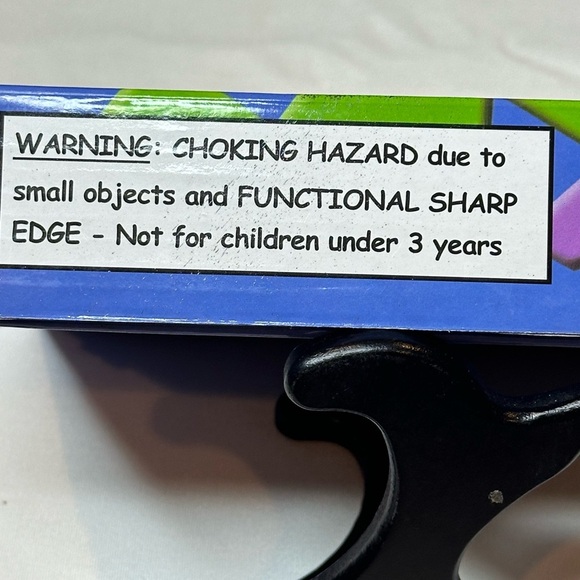 WARNING: CHOKING HAZARD due to
small objects and FUNCTIONAL SHARP
EDGE - Not for children under 3 years